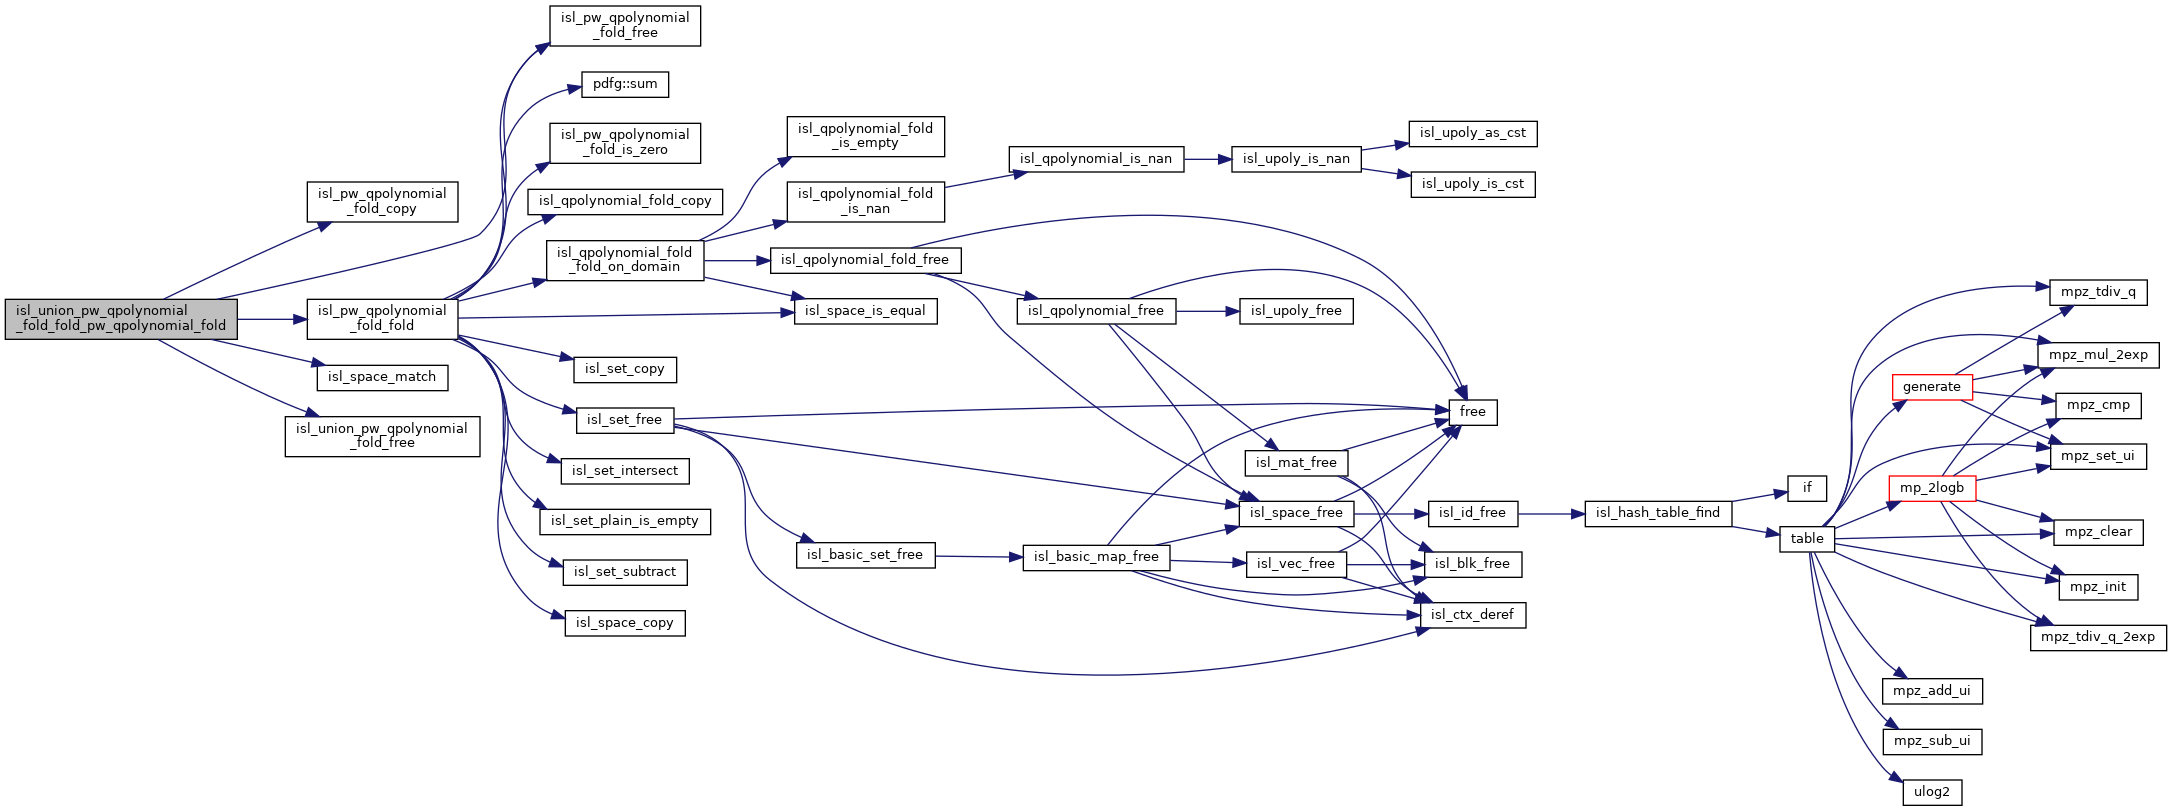 isl_union_pw_qpolynomial
_fold_fold_pw_qpolynomial_fold
isl_pw_qpolynomial
_fold_copy
isl_pw_qpolynomial
_fold_fold
isl_space_match
isl_union_pw_qpolynomial
_fold_free
isl_pw_qpolynomial
_fold_free
pdfg::sum
isl_pw_qpolynomial
_fold_is_zero
isl_qpolynomial_fold_copy
isl_qpolynomial_fold
_fold_on_domain
isl_set_copy
isl_set_free
isl_set_intersect
isl_set_plain_is_empty
isl_set_subtract
isl_space_copy
isl_qpolynomial_fold
_is_empty
isl_qpolynomial_fold
_is_nan
isl_qpolynomial_fold_free
isl_space_is_equal
isl_basic_set_free
isl_qpolynomial_is_nan
isl_qpolynomial_free
isl_basic_map_free
isl_upoly_is_nan
isl_upoly_free
isl_mat_free
isl_space_free
isl_vec_free
isl_upoly_as_cst
isl_upoly_is_cst
free
isl_id_free
isl_blk_free
isl_ctx_deref
isl_hash_table_find
if
table
generate
mp_2logb
mpz_add_ui
mpz_sub_ui
ulog2
mpz_tdiv_q
mpz_mul_2exp
mpz_cmp
mpz_set_ui
mpz_clear
mpz_init
mpz_tdiv_q_2exp